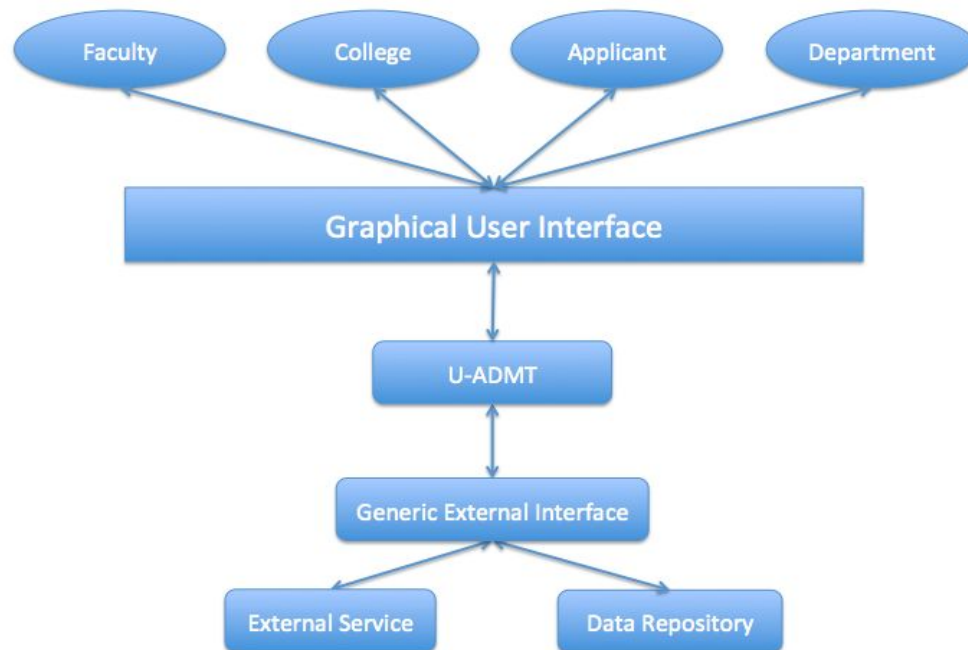 Faculty
College
Applicant
Department
Graphical User Interface
U-ADMT
Generic External Interface
External Service
Data Repository